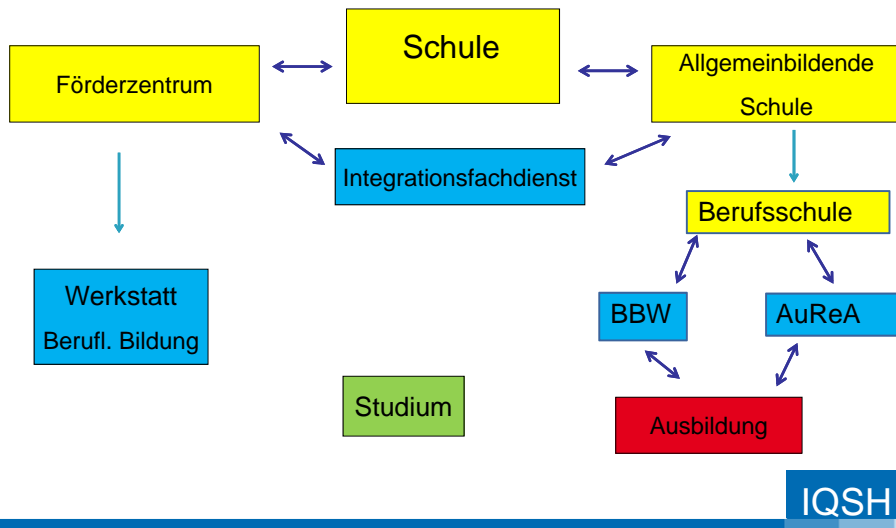 Schule
Förderzentrum
Allgemeinbildende
Schule
Integrationsfachdienst
Berufsschule
Werkstatt
Berufl. Bildung
BBW
AuReA
Studium
Ausbildung
IQSH